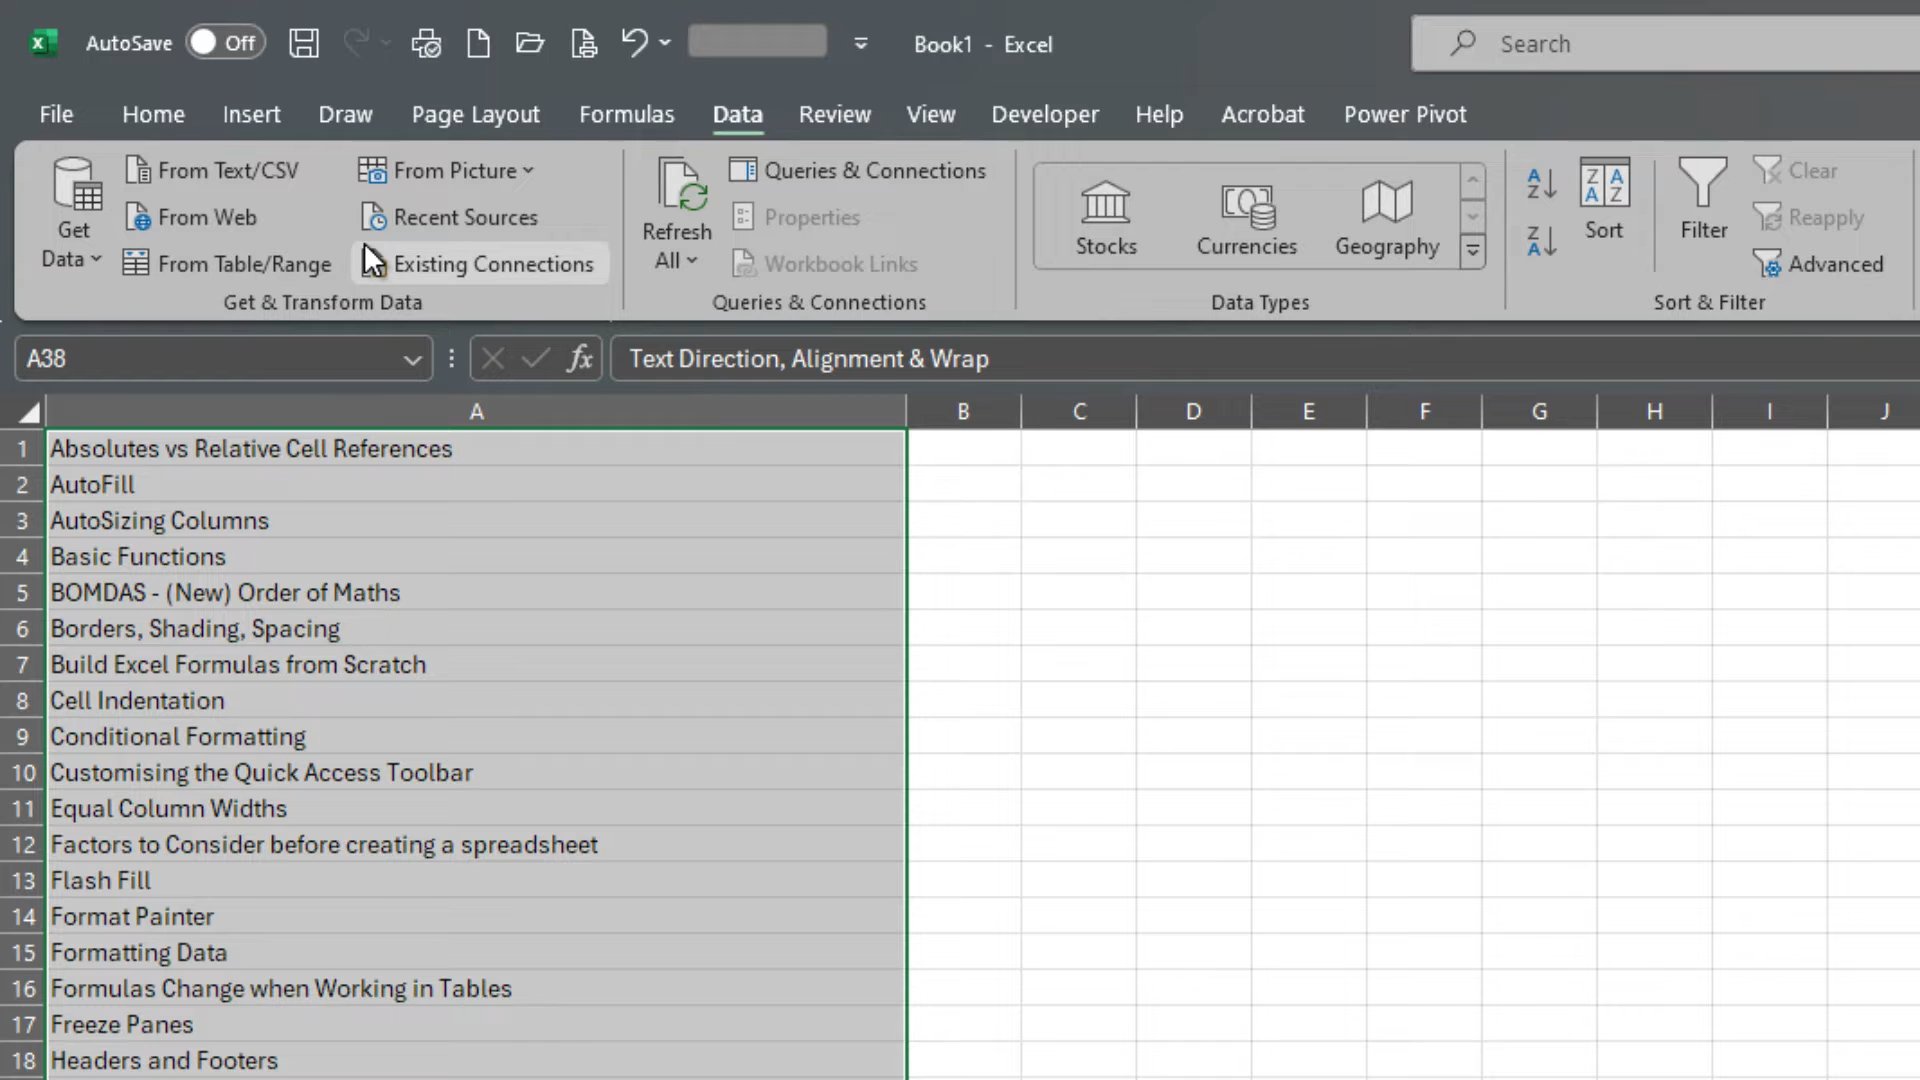 AutoSave Off Book1 - Excel Search
File Home Insert Draw Page Layout Formulas Data Review View Developer Help Acrobat Power Pivot
Get Data
From Text/CSV
From Web
From Table/Range
From Picture
Recent Sources
Existing Connections
Get & Transform Data
Refresh All
Queries & Connections
Properties
Workbook Links
Queries & Connections
Stocks
Currencies
Geography
Data Types
Sort
Filter
Clear
Reapply
Advanced
Sort & Filter
A38 fx Text Direction, Alignment & Wrap
A B C D E F G H I J
1 Absolutes vs Relative Cell References
2 AutoFill
3 AutoSizing Columns
4 Basic Functions
5 BOMDAS - (New) Order of Maths
6 Borders, Shading, Spacing
7 Build Excel Formulas from Scratch
8 Cell Indentation
9 Conditional Formatting
10 Customising the Quick Access Toolbar
11 Equal Column Widths
12 Factors to Consider before creating a spreadsheet
13 Flash Fill
14 Format Painter
15 Formatting Data
16 Formulas Change when Working in Tables
17 Freeze Panes
18 Headers and Footers